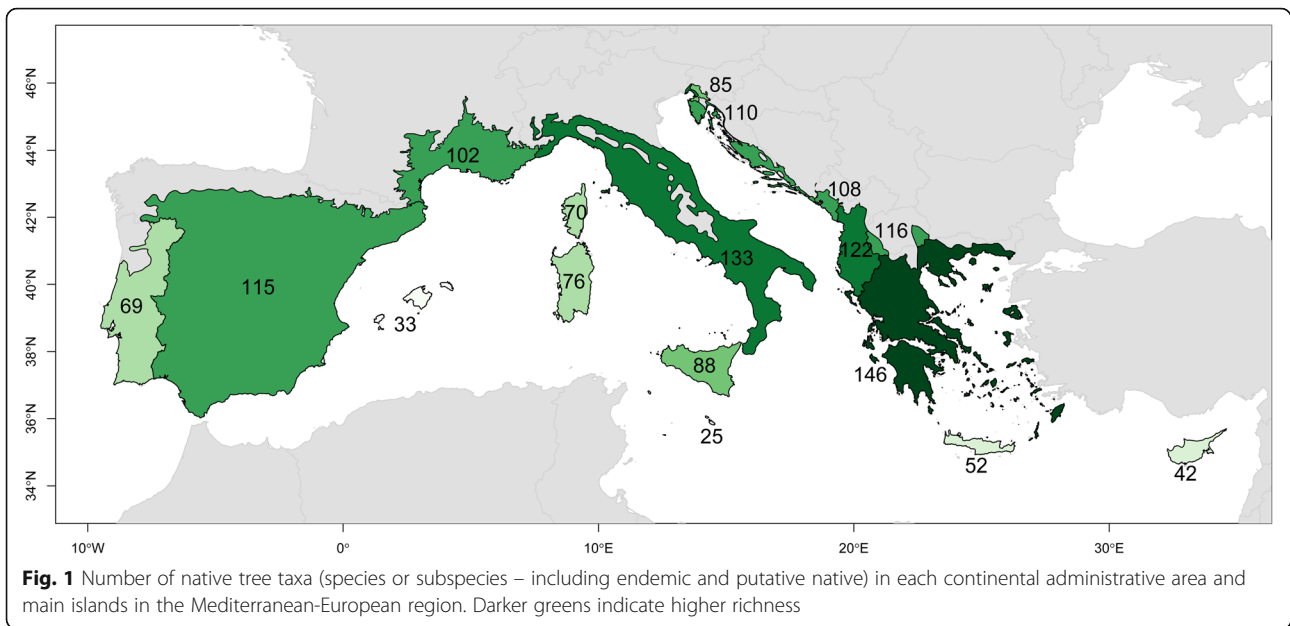 46°N
44°N
42°N
40°N
38°N
36°N
34°N
85
110
102
108
70
116
122
133
76
115
69
33
88
146
25
52
42
10°W
0°
10°E
20°E
30°E
Fig. 1 Number of native tree taxa (species or subspecies – including endemic and putative native) in each continental administrative area and
main islands in the Mediterranean-European region. Darker greens indicate higher richness